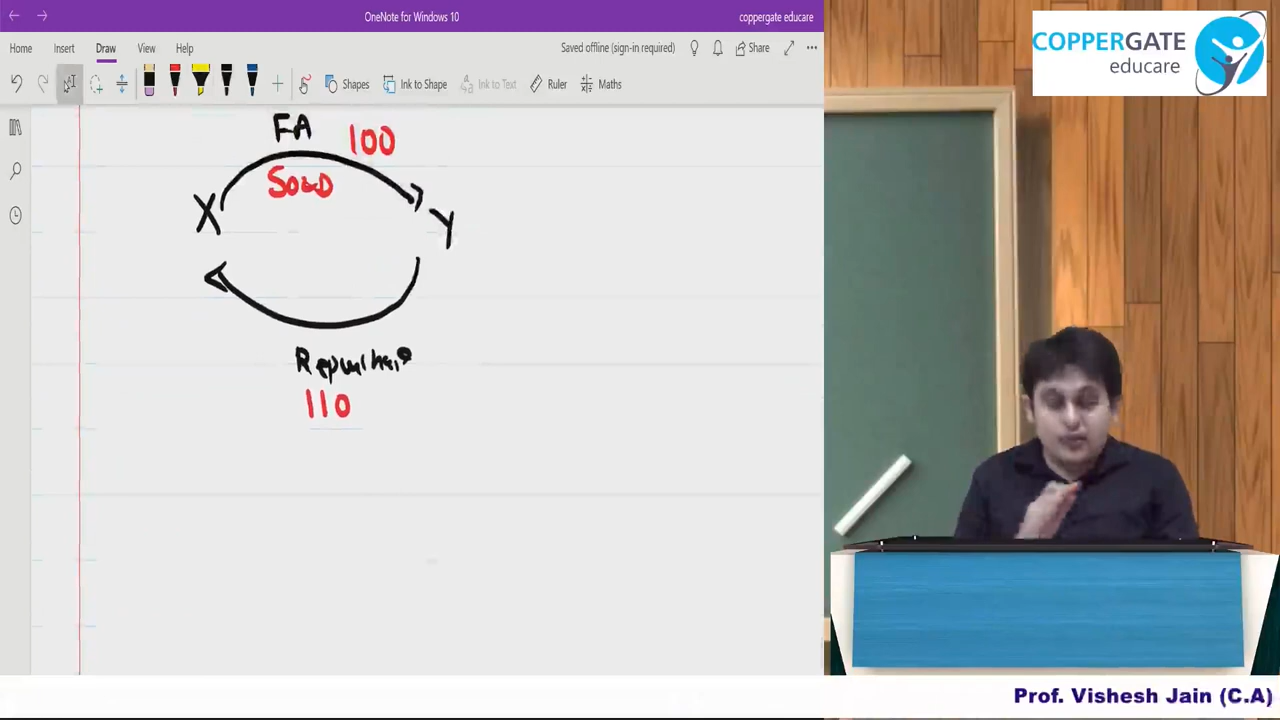 OneNote for Windows 10
coppergate educare
Home Insert Draw View Help
Saved offline (sign-in required)
Share
Shapes
Ink to Shape
Ink to Text
Ruler
Maths
COPPERGATE
educare
FA
100
Sold
X
Y
Repurchase
110
Prof. Vishesh Jain (C.A)